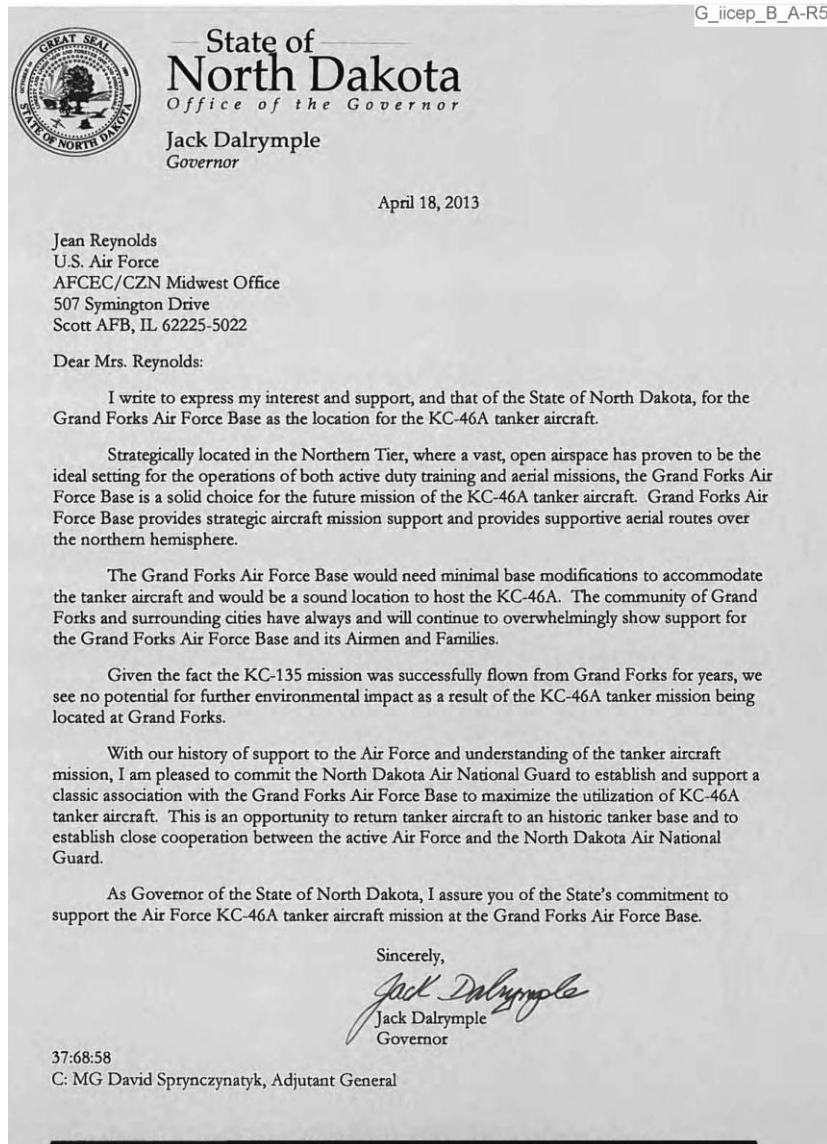 G_iicep_B_A-R5
GREAT SEAL
OCTOBER 1ST
1889
STATE OF NORTH DAKOTA
State of
North Dakota
Office of the Governor
Jack Dalrymple
Governor
April 18, 2013
Jean Reynolds
U.S. Air Force
AFCEC/CZN Midwest Office
507 Symington Drive
Scott AFB, IL 62225-5022
Dear Mrs. Reynolds:
I write to express my interest and support, and that of the State of North Dakota, for the
Grand Forks Air Force Base as the location for the KC-46A tanker aircraft.
Strategically located in the Northern Tier, where a vast, open airspace has proven to be the
ideal setting for the operations of both active duty training and aerial missions, the Grand Forks Air
Force Base is a solid choice for the future mission of the KC-46A tanker aircraft. Grand Forks Air
Force Base provides strategic aircraft mission support and provides supportive aerial routes over
the northern hemisphere.
The Grand Forks Air Force Base would need minimal base modifications to accommodate
the tanker aircraft and would be a sound location to host the KC-46A. The community of Grand
Forks and surrounding cities have always and will continue to overwhelmingly show support for
the Grand Forks Air Force Base and its Airmen and Families.
Given the fact the KC-135 mission was successfully flown from Grand Forks for years, we
see no potential for further environmental impact as a result of the KC-46A tanker mission being
located at Grand Forks.
With our history of support to the Air Force and understanding of the tanker aircraft
mission, I am pleased to commit the North Dakota Air National Guard to establish and support a
classic association with the Grand Forks Air Force Base to maximize the utilization of KC-46A
tanker aircraft. This is an opportunity to return tanker aircraft to an historic tanker base and to
establish close cooperation between the active Air Force and the North Dakota Air National
Guard.
As Governor of the State of North Dakota, I assure you of the State's commitment to
support the Air Force KC-46A tanker aircraft mission at the Grand Forks Air Force Base.
Sincerely,
Jack Dalrymple
Jack Dalrymple
Governor
37:68:58
C: MG David Sprynczynatyk, Adjutant General